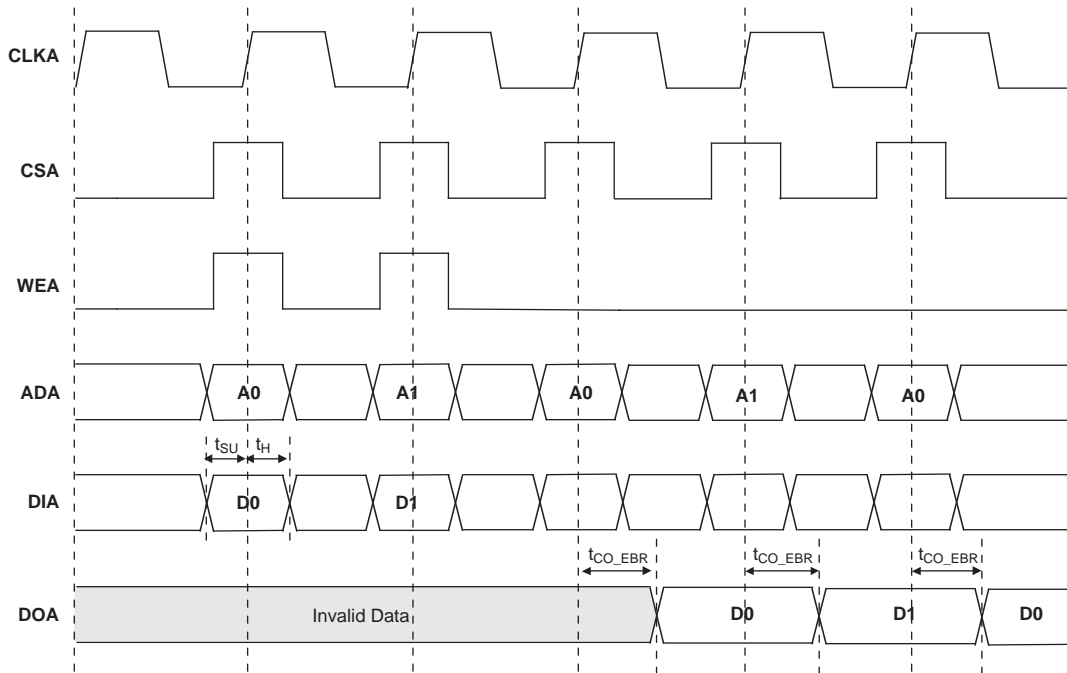 CLKA
CSA
WEA
ADA A0 A1 A0 A1 A0
tSU tH
DIA D0 D1
tCO_EBR tCO_EBR tCO_EBR
DOA Invalid Data D0 D1 D0